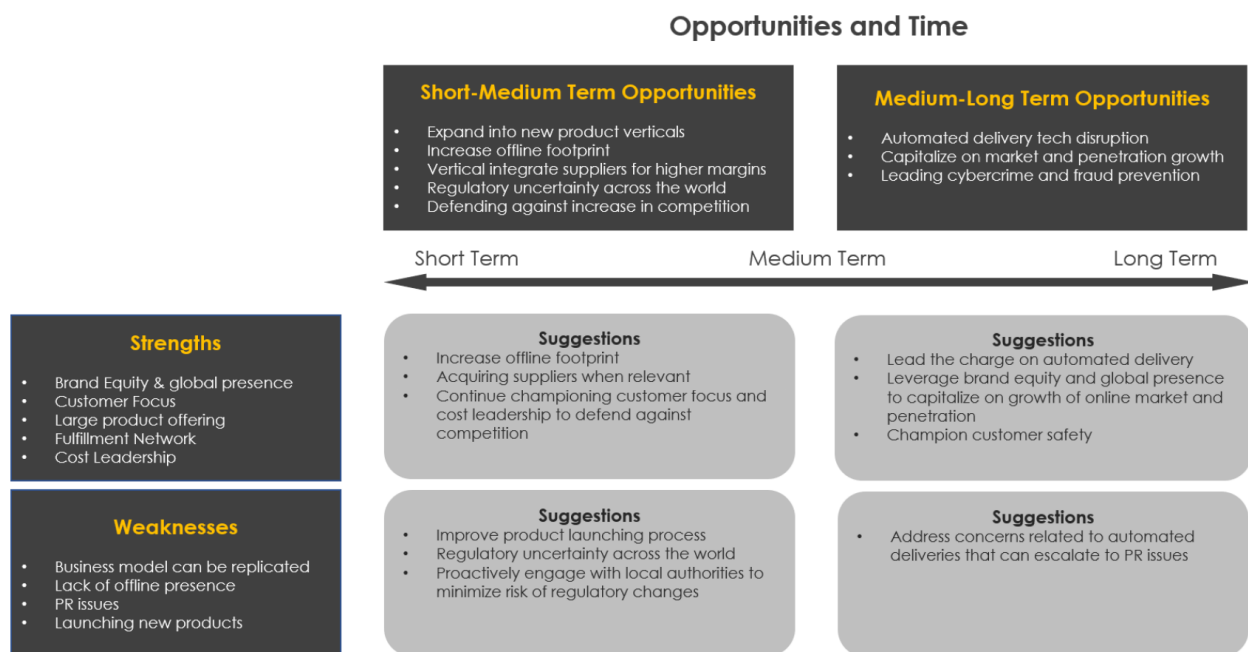 Opportunities and Time
Short-Medium Term Opportunities
• Expand into new product verticals
• Increase offline footprint
• Vertical integrate suppliers for higher margins
• Regulatory uncertainty across the world
• Defending against increase in competition
Medium-Long Term Opportunities
• Automated delivery tech disruption
• Capitalize on market and penetration growth
• Leading cybercrime and fraud prevention
Short Term Medium Term Long Term
Strengths
• Brand Equity & global presence
• Customer Focus
• Large product offering
• Fulfillment Network
• Cost Leadership
Suggestions
• Increase offline footprint
• Acquiring suppliers when relevant
• Continue championing customer focus and
cost leadership to defend against
competition
Suggestions
• Lead the charge on automated delivery
• Leverage brand equity and global presence
to capitalize on growth of online market and
penetration
• Champion customer safety
Weaknesses
• Business model can be replicated
• Lack of offline presence
• PR issues
• Launching new products
Suggestions
• Improve product launching process
• Regulatory uncertainty across the world
• Proactively engage with local authorities to
minimize risk of regulatory changes
Suggestions
• Address concerns related to automated
deliveries that can escalate to PR issues